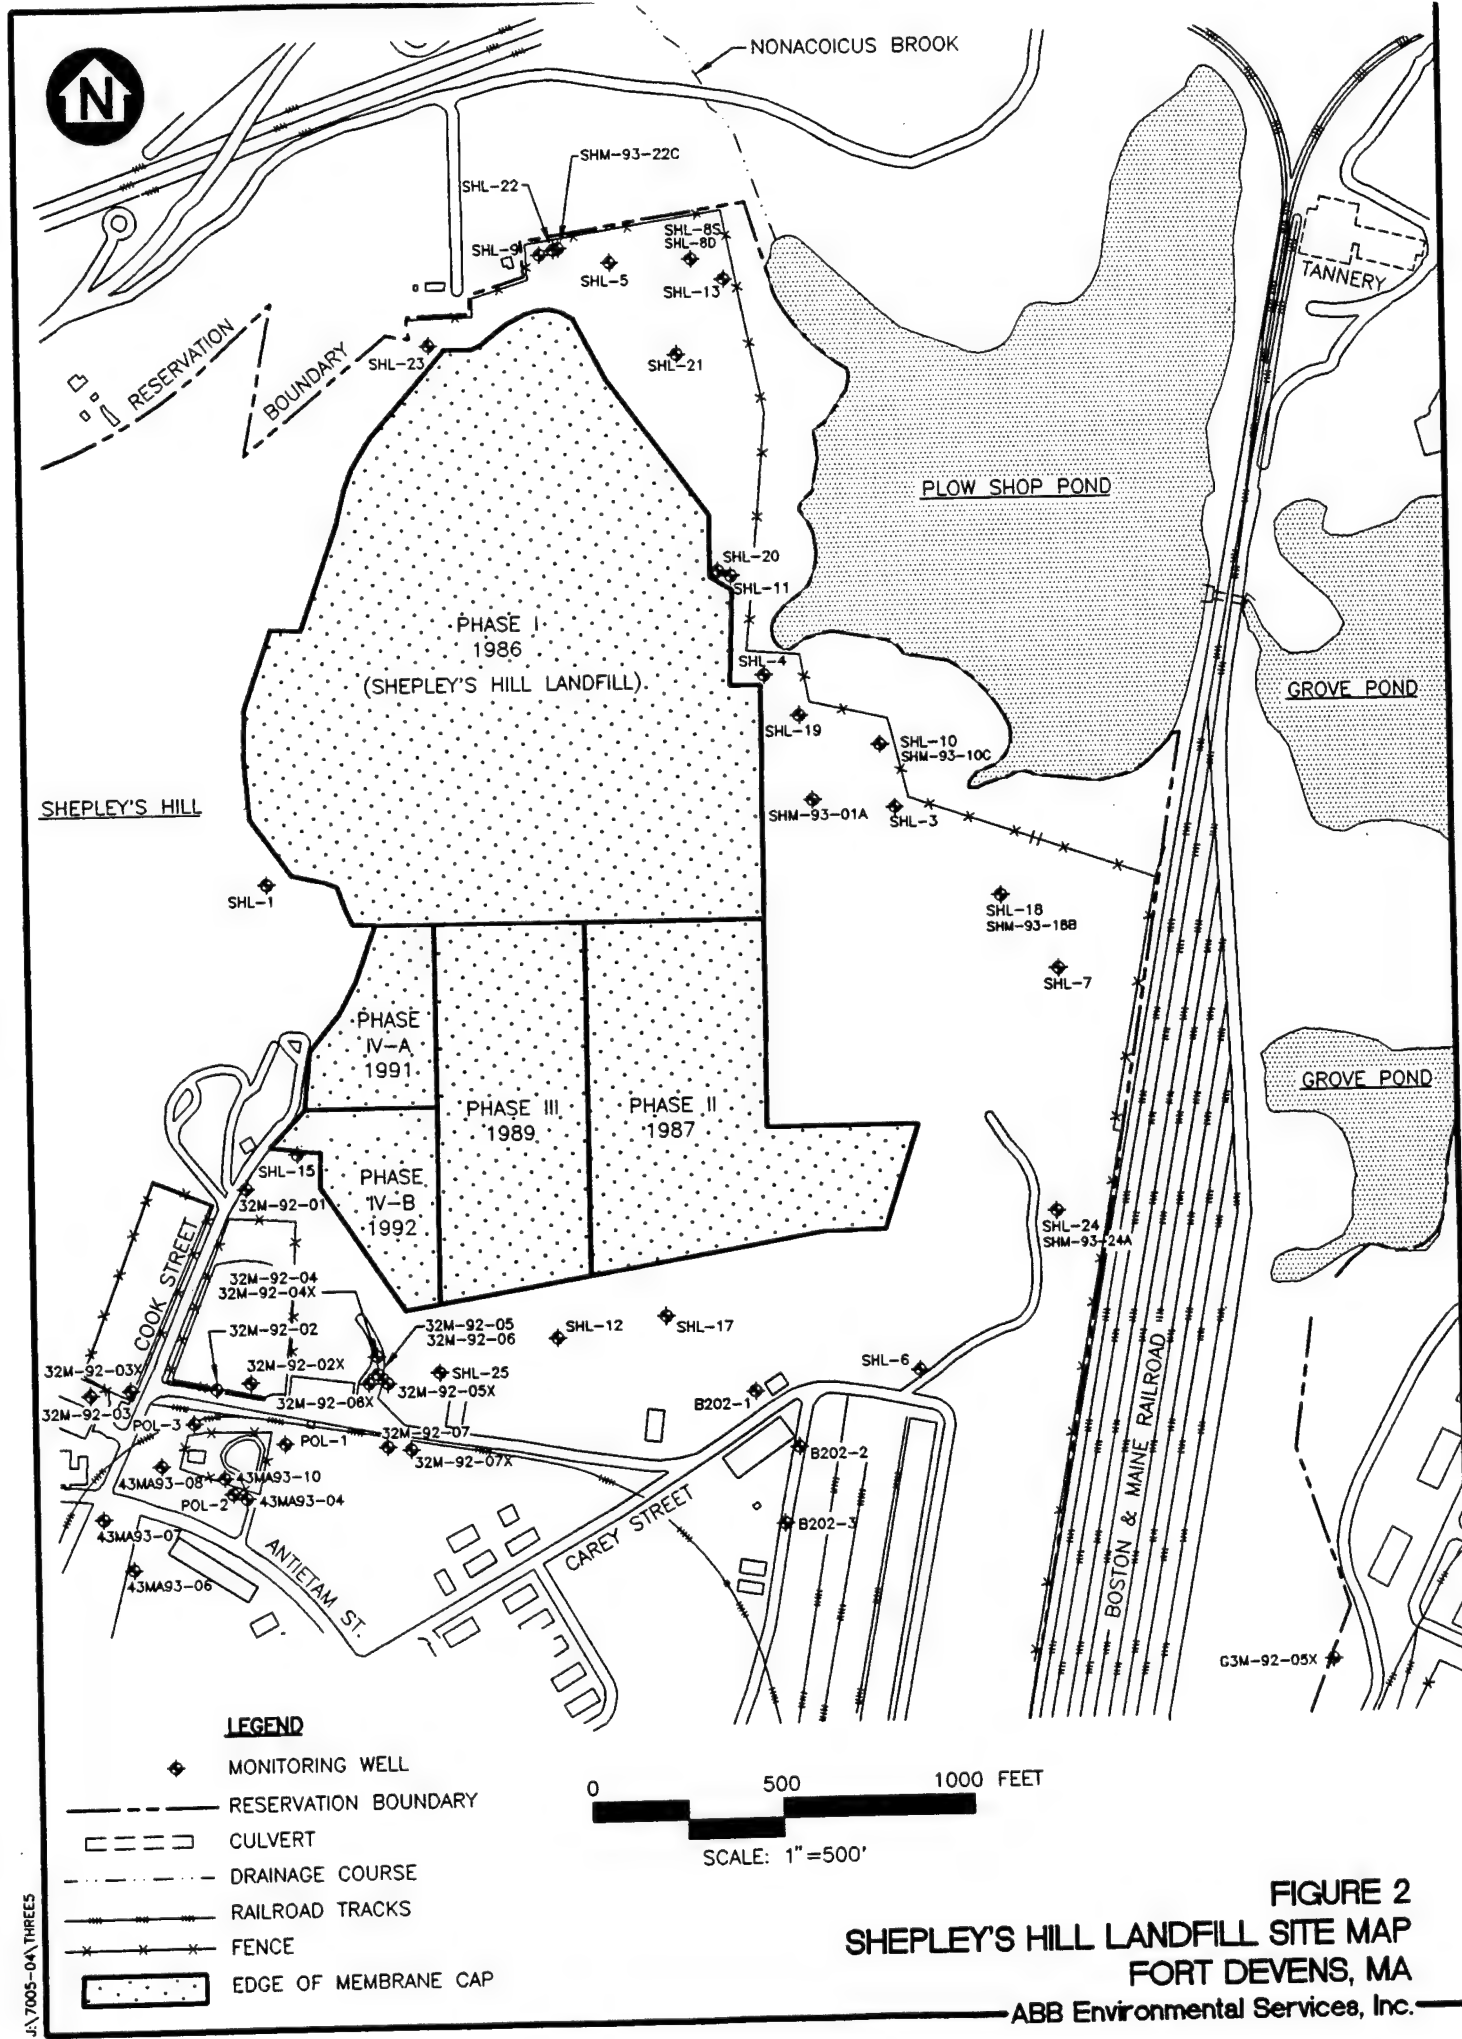 NONACOICUS BROOK
N
SHM-93-22C
SHL-22
SHL-9
SHL-5
SHL-8S
SHL-8D
SHL-13
TANNERY
RESERVATION
BOUNDARY
SHL-23
SHL-21
PLOW SHOP POND
SHL-20
SHL-11
PHASE I
1986
(SHEPLEY'S HILL LANDFILL)
SHL-4
GROVE POND
SHL-19
SHL-10
SHM-93-10C
SHEPLEY'S HILL
SHM-93-01A
SHL-3
SHL-1
SHL-18
SHM-93-18B
SHL-7
PHASE
IV-A
1991
GROVE POND
PHASE III
1989
PHASE II
1987
SHL-15
PHASE
IV-B
1992
32M-92-01
SHL-24
SHM-93-24A
COOK STREET
32M-92-04
32M-92-04X
32M-92-02
32M-92-05
32M-92-06
SHL-12
SHL-17
32M-92-03X
32M-92-02X
SHL-25
SHL-6
32M-92-06X
32M-92-05X
B202-1
32M-92-03
POL-3
POL-1
32M-92-07
32M-92-07X
B202-2
43MA93-08
43MA93-10
POL-2
43MA93-04
B202-3
43MA93-07
CAREY STREET
ANTIETAM ST.
43MA93-06
BOSTON & MAINE RAILROAD
G3M-92-05X
LEGEND
MONITORING WELL
RESERVATION BOUNDARY
CULVERT
DRAINAGE COURSE
RAILROAD TRACKS
FENCE
EDGE OF MEMBRANE CAP
0 500 1000 FEET
SCALE: 1"=500'
J:\7005-04\THREE5
FIGURE 2
SHEPLEY'S HILL LANDFILL SITE MAP
FORT DEVENS, MA
ABB Environmental Services, Inc.